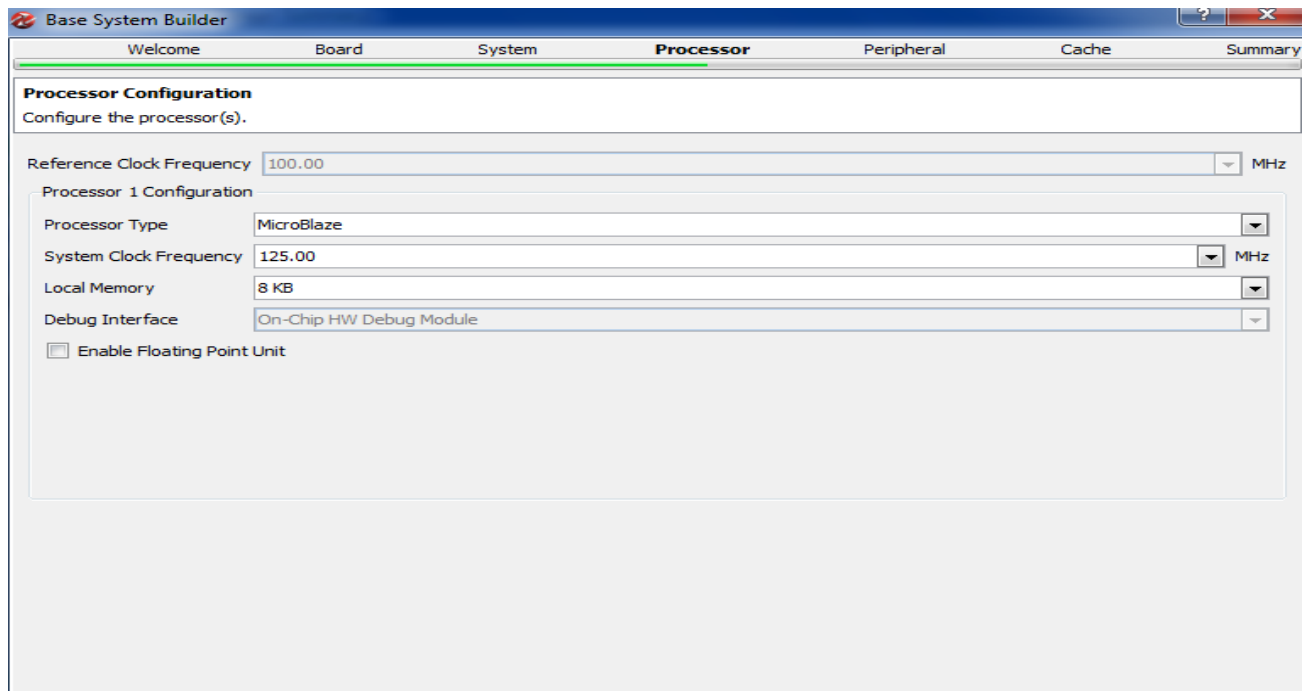 Base System Builder ? x
Welcome Board System Processor Peripheral Cache Summary
Processor Configuration
Configure the processor(s).
Reference Clock Frequency 100.00 MHz
Processor 1 Configuration
Processor Type MicroBlaze
System Clock Frequency 125.00 MHz
Local Memory 8 KB
Debug Interface On-Chip HW Debug Module
Enable Floating Point Unit